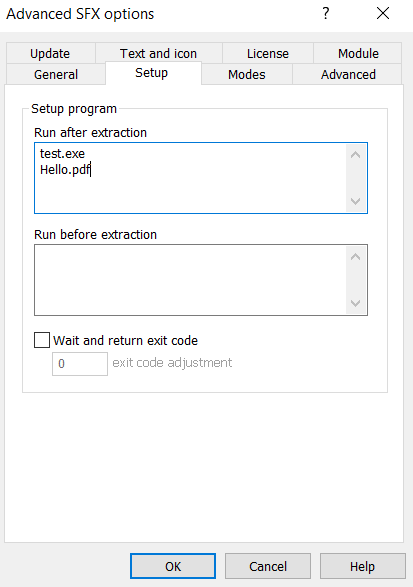 Advanced SFX options
?
Update
Text and icon
License
Module
General
Setup
Modes
Advanced
Setup program
Run after extraction
test.exe
Hello.pdf
Run before extraction
Wait and return exit code
0
exit code adjustment
OK
Cancel
Help